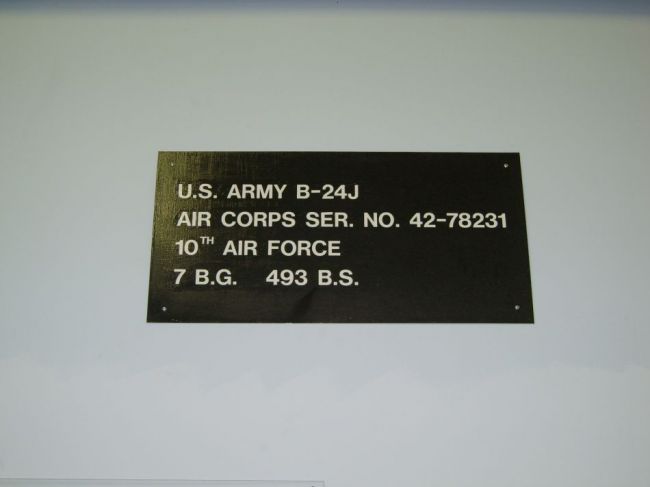 U.S. ARMY B-24J
AIR CORPS SER. NO. 42-78231
10TH AIR FORCE
7 B.G. 493 B.S.